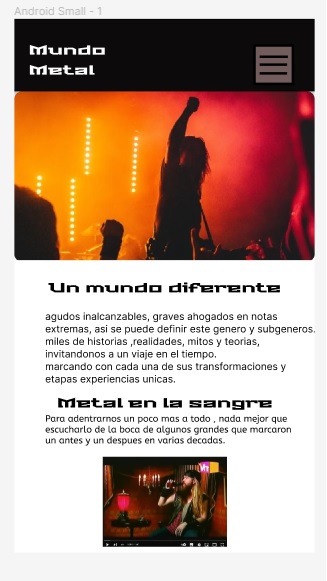 Android Small - 1
Mundo
Metal
Un mundo diferente
agudos inalcanzables, graves ahogados en notas
extremas, asi se puede definir este genero y subgeneros.
miles de historias ,realidades, mitos y teorias,
invitandonos a un viaje en el tiempo.
marcando con cada una de sus transformaciones y
etapas experiencias unicas.
Metal en la sangre
Para adentrarnos un poco mas a todo , nada mejor que
escucharlo de la boca de algunos grandes que marcaron
un antes y un despues en varias decadas.
VH1